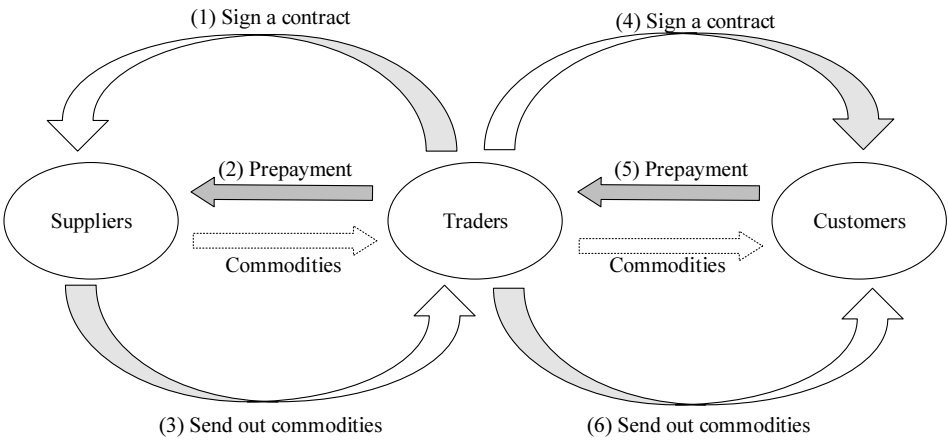 (1) Sign a contract
(4) Sign a contract
(2) Prepayment
(5) Prepayment
Suppliers
Traders
Customers
Commodities
Commodities
(3) Send out commodities
(6) Send out commodities